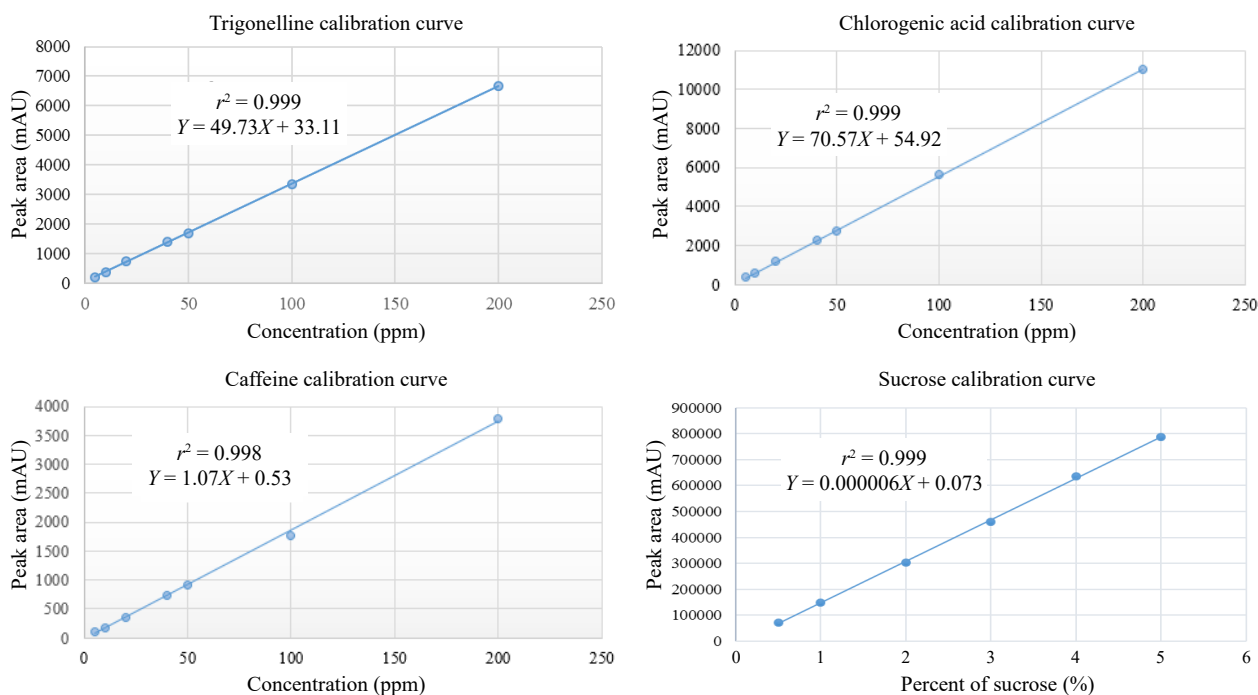 Trigonelline calibration curve
8000
7000
6000
5000
4000
3000
2000
1000
0
r² = 0.999
Y = 49.73X + 33.11
Peak area (mAU)
0 50 100 150 200 250
Concentration (ppm)
Chlorogenic acid calibration curve
12000
10000
8000
6000
4000
2000
0
r² = 0.999
Y = 70.57X + 54.92
Peak area (mAU)
0 50 100 150 200 250
Concentration (ppm)
Caffeine calibration curve
4000
3500
3000
2500
2000
1500
1000
500
0
r² = 0.998
Y = 1.07X + 0.53
Peak area (mAU)
0 50 100 150 200 250
Concentration (ppm)
Sucrose calibration curve
900000
800000
700000
600000
500000
400000
300000
200000
100000
0
r² = 0.999
Y = 0.000006X + 0.073
Peak area (mAU)
0 1 2 3 4 5 6
Percent of sucrose (%)